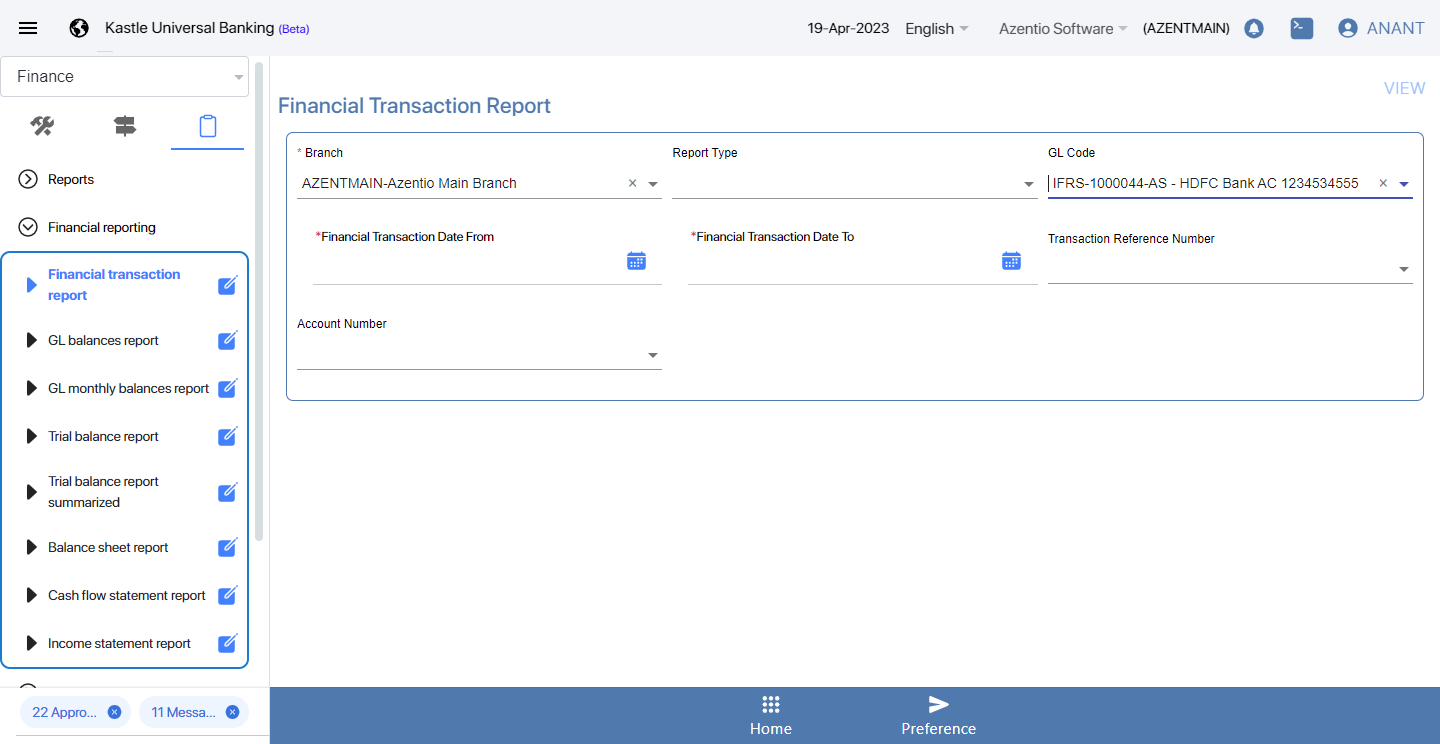 Kastle Universal Banking (Beta)
19-Apr-2023
English
Azentio Software
(AZENTMAIN)
ANANT
Finance
Reports
Financial reporting
Financial transaction
report
GL balances report
GL monthly balances report
Trial balance report
Trial balance report
summarized
Balance sheet report
Cash flow statement report
Income statement report
22 Appro...
11 Messa...
VIEW
Financial Transaction Report
* Branch
Report Type
GL Code
AZENTMAIN-Azentio Main Branch
IFRS-1000044-AS - HDFC Bank AC 1234534555
*Financial Transaction Date From
*Financial Transaction Date To
Transaction Reference Number
Account Number
Home
Preference